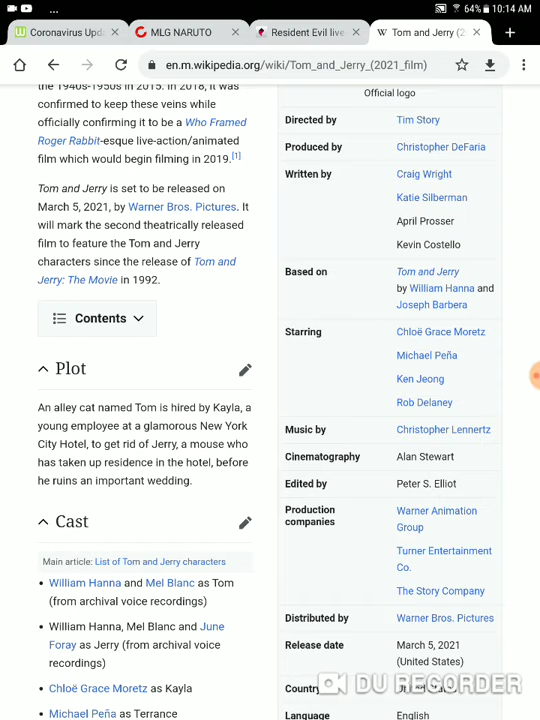 ... 64% 10:14 AM
Coronavirus Upda
MLG NARUTO
Resident Evil live-
W Tom and Jerry (2
en.m.wikipedia.org/wiki/Tom_and_Jerry_(2021_film)
the 1940s-1950s in 2015. In 2018, it was
confirmed to keep these veins while
officially confirming it to be a Who Framed
Roger Rabbit-esque live-action/animated
film which would begin filming in 2019.[1]
Tom and Jerry is set to be released on
March 5, 2021, by Warner Bros. Pictures. It
will mark the second theatrically released
film to feature the Tom and Jerry
characters since the release of Tom and
Jerry: The Movie in 1992.
Contents
Plot
An alley cat named Tom is hired by Kayla, a
young employee at a glamorous New York
City Hotel, to get rid of Jerry, a mouse who
has taken up residence in the hotel, before
he ruins an important wedding.
Cast
Main article: List of Tom and Jerry characters
• William Hanna and Mel Blanc as Tom
(from archival voice recordings)
• William Hanna, Mel Blanc and June
Foray as Jerry (from archival voice
recordings)
• Chloë Grace Moretz as Kayla
• Michael Peña as Terrance
Official logo
Directed by Tim Story
Produced by Christopher DeFaria
Written by Craig Wright
Katie Silberman
April Prosser
Kevin Costello
Based on Tom and Jerry
by William Hanna and
Joseph Barbera
Starring Chloë Grace Moretz
Michael Peña
Ken Jeong
Rob Delaney
Music by Christopher Lennertz
Cinematography Alan Stewart
Edited by Peter S. Elliot
Production companies Warner Animation
Group
Turner Entertainment
Co.
The Story Company
Distributed by Warner Bros. Pictures
Release date March 5, 2021
(United States)
Country
Language English
DU RECORDER